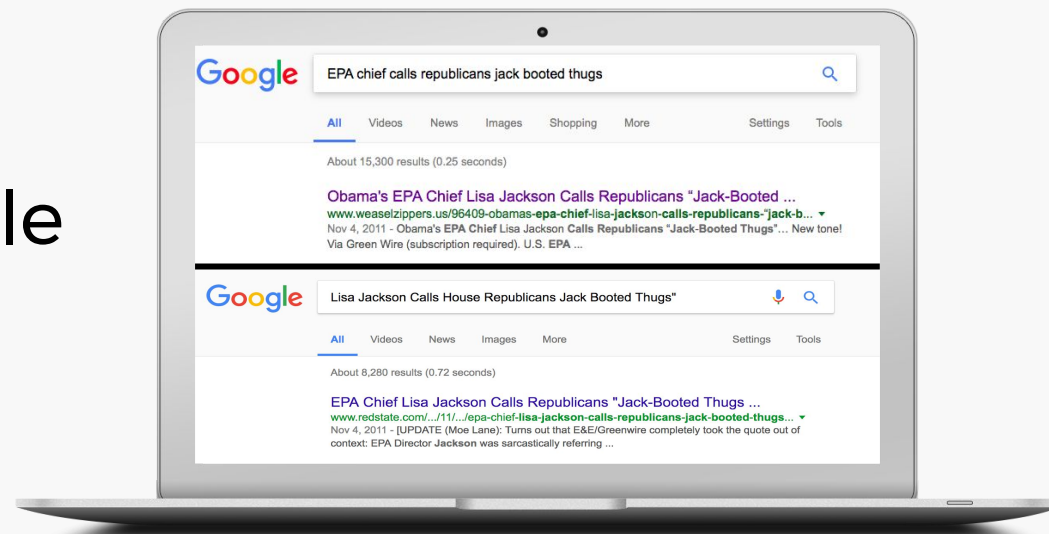 le
Google EPA chief calls republicans jack booted thugs
All Videos News Images Shopping More Settings Tools
About 15,300 results (0.25 seconds)
Obama's EPA Chief Lisa Jackson Calls Republicans “Jack-Booted ...
www.weaselzippers.us/96409-obamas-epa-chief-lisa-jackson-calls-republicans-“jack-b...
Nov 4, 2011 - Obama's EPA Chief Lisa Jackson Calls Republicans “Jack-Booted Thugs”... New tone!
Via Green Wire (subscription required). U.S. EPA ...
Google Lisa Jackson Calls House Republicans Jack Booted Thugs"
All Videos News Images More Settings Tools
About 8,280 results (0.72 seconds)
EPA Chief Lisa Jackson Calls Republicans "Jack-Booted Thugs ...
www.redstate.com/.../11/.../epa-chief-lisa-jackson-calls-republicans-jack-booted-thugs...
Nov 4, 2011 - [UPDATE (Moe Lane): Turns out that E&E/Greenwire completely took the quote out of
context: EPA Director Jackson was sarcastically referring ...